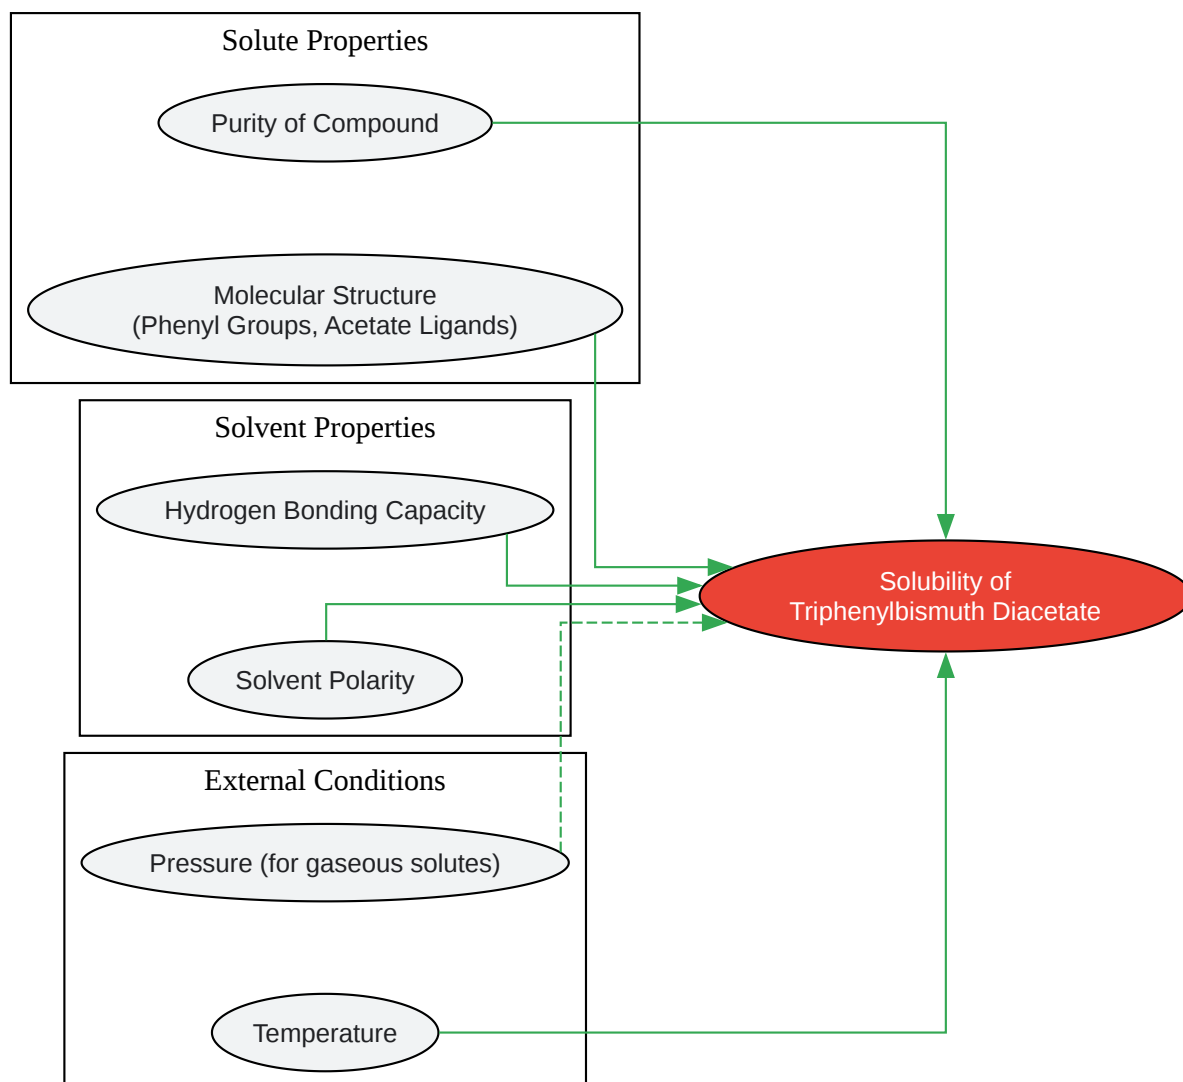 Solute Properties
Purity of Compound
Molecular Structure
(Phenyl Groups, Acetate Ligands)
Solvent Properties
Hydrogen Bonding Capacity
Solvent Polarity
External Conditions
Pressure (for gaseous solutes)
Temperature
Solubility of
Triphenylbismuth Diacetate